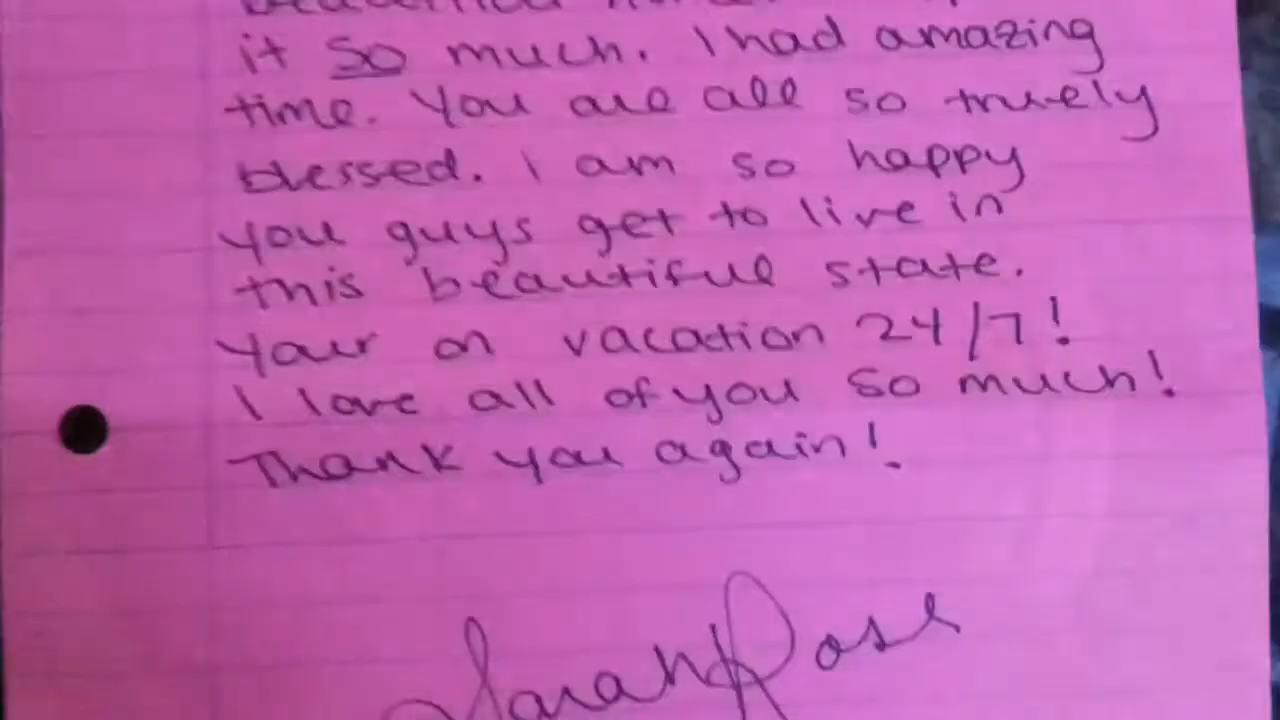 it so much. I had amazing
time. You are all so truely
blessed. I am so happy
you guys get to live in
this beautiful state.
Your on vacation 24/7!
I love all of you so much!
Thank you again!
Sarah Rose